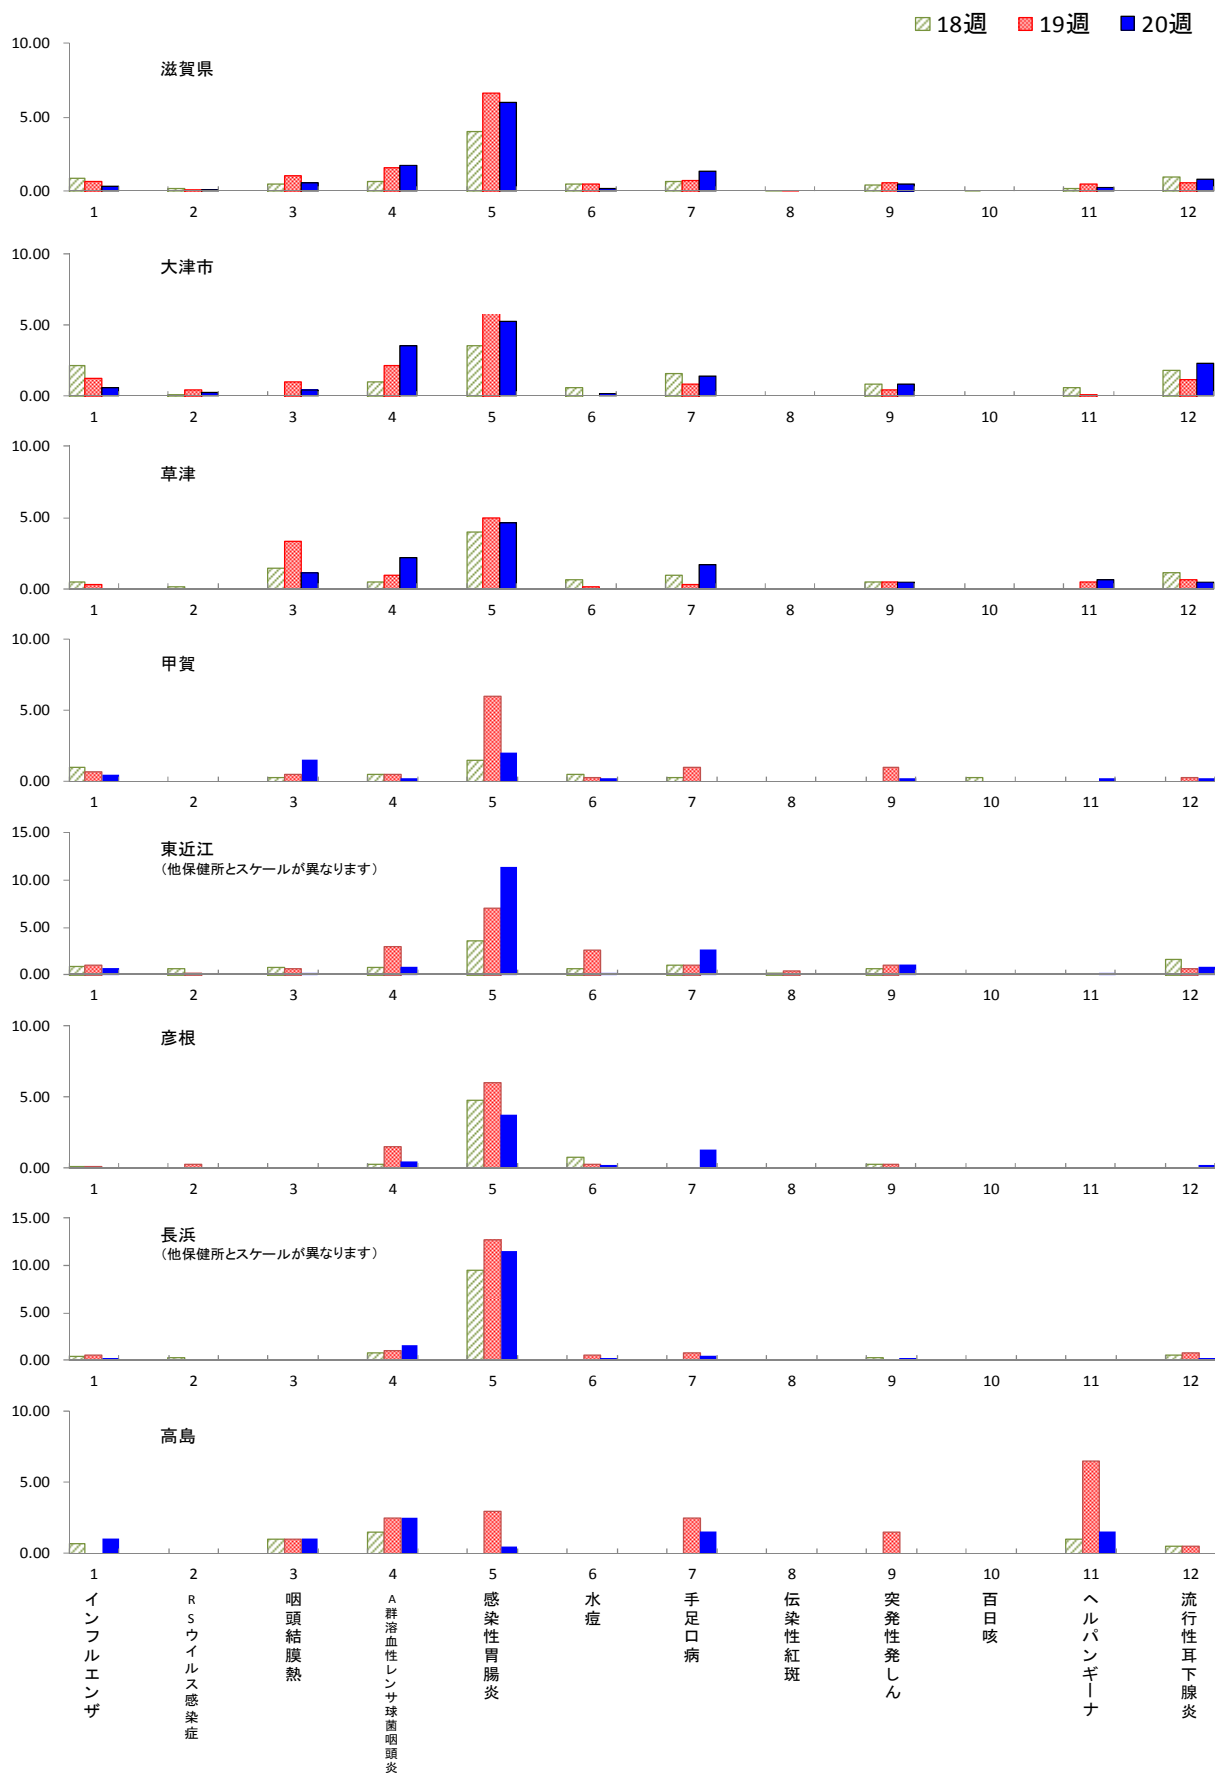 18週 19週 20週
10.00
滋賀県
5.00
0.00
1 2 3 4 5 6 7 8 9 10 11 12
10.00
大津市
5.00
0.00
1 2 3 4 5 6 7 8 9 10 11 12
10.00
草津
5.00
0.00
1 2 3 4 5 6 7 8 9 10 11 12
10.00
甲賀
5.00
0.00
1 2 3 4 5 6 7 8 9 10 11 12
15.00
東近江
(他保健所とスケールが異なります)
10.00
5.00
0.00
1 2 3 4 5 6 7 8 9 10 11 12
10.00
彦根
5.00
0.00
1 2 3 4 5 6 7 8 9 10 11 12
15.00
長浜
(他保健所とスケールが異なります)
10.00
5.00
0.00
1 2 3 4 5 6 7 8 9 10 11 12
10.00
高島
5.00
0.00
1 2 3 4 5 6 7 8 9 10 11 12
インフルエンザ
RSウイルス感染症
咽頭結膜熱
A群溶血性レンサ球菌咽頭炎
感染性胃腸炎
水痘
手足口病
伝染性紅斑
突発性発しん
百日咳
ヘルパンギーナ
流行性耳下腺炎